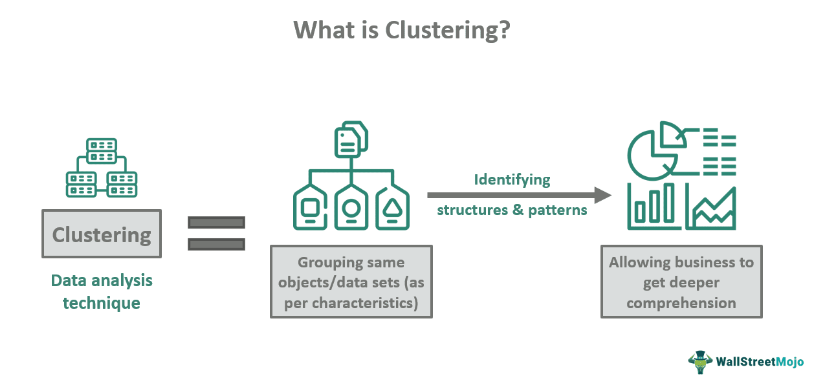 What is Clustering?
Clustering
Data analysis
technique
Grouping same
objects/data sets (as
per characteristics)
Identifying
structures & patterns
Allowing business to
get deeper
comprehension
WallStreetMojo